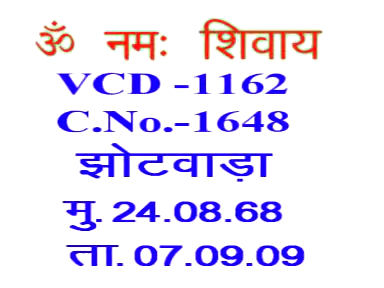 ॐ नमः शिवाय
VCD -1162
C.No.-1648
झोटवाड़ा
मु. 24.08.68
ता. 07.09.09